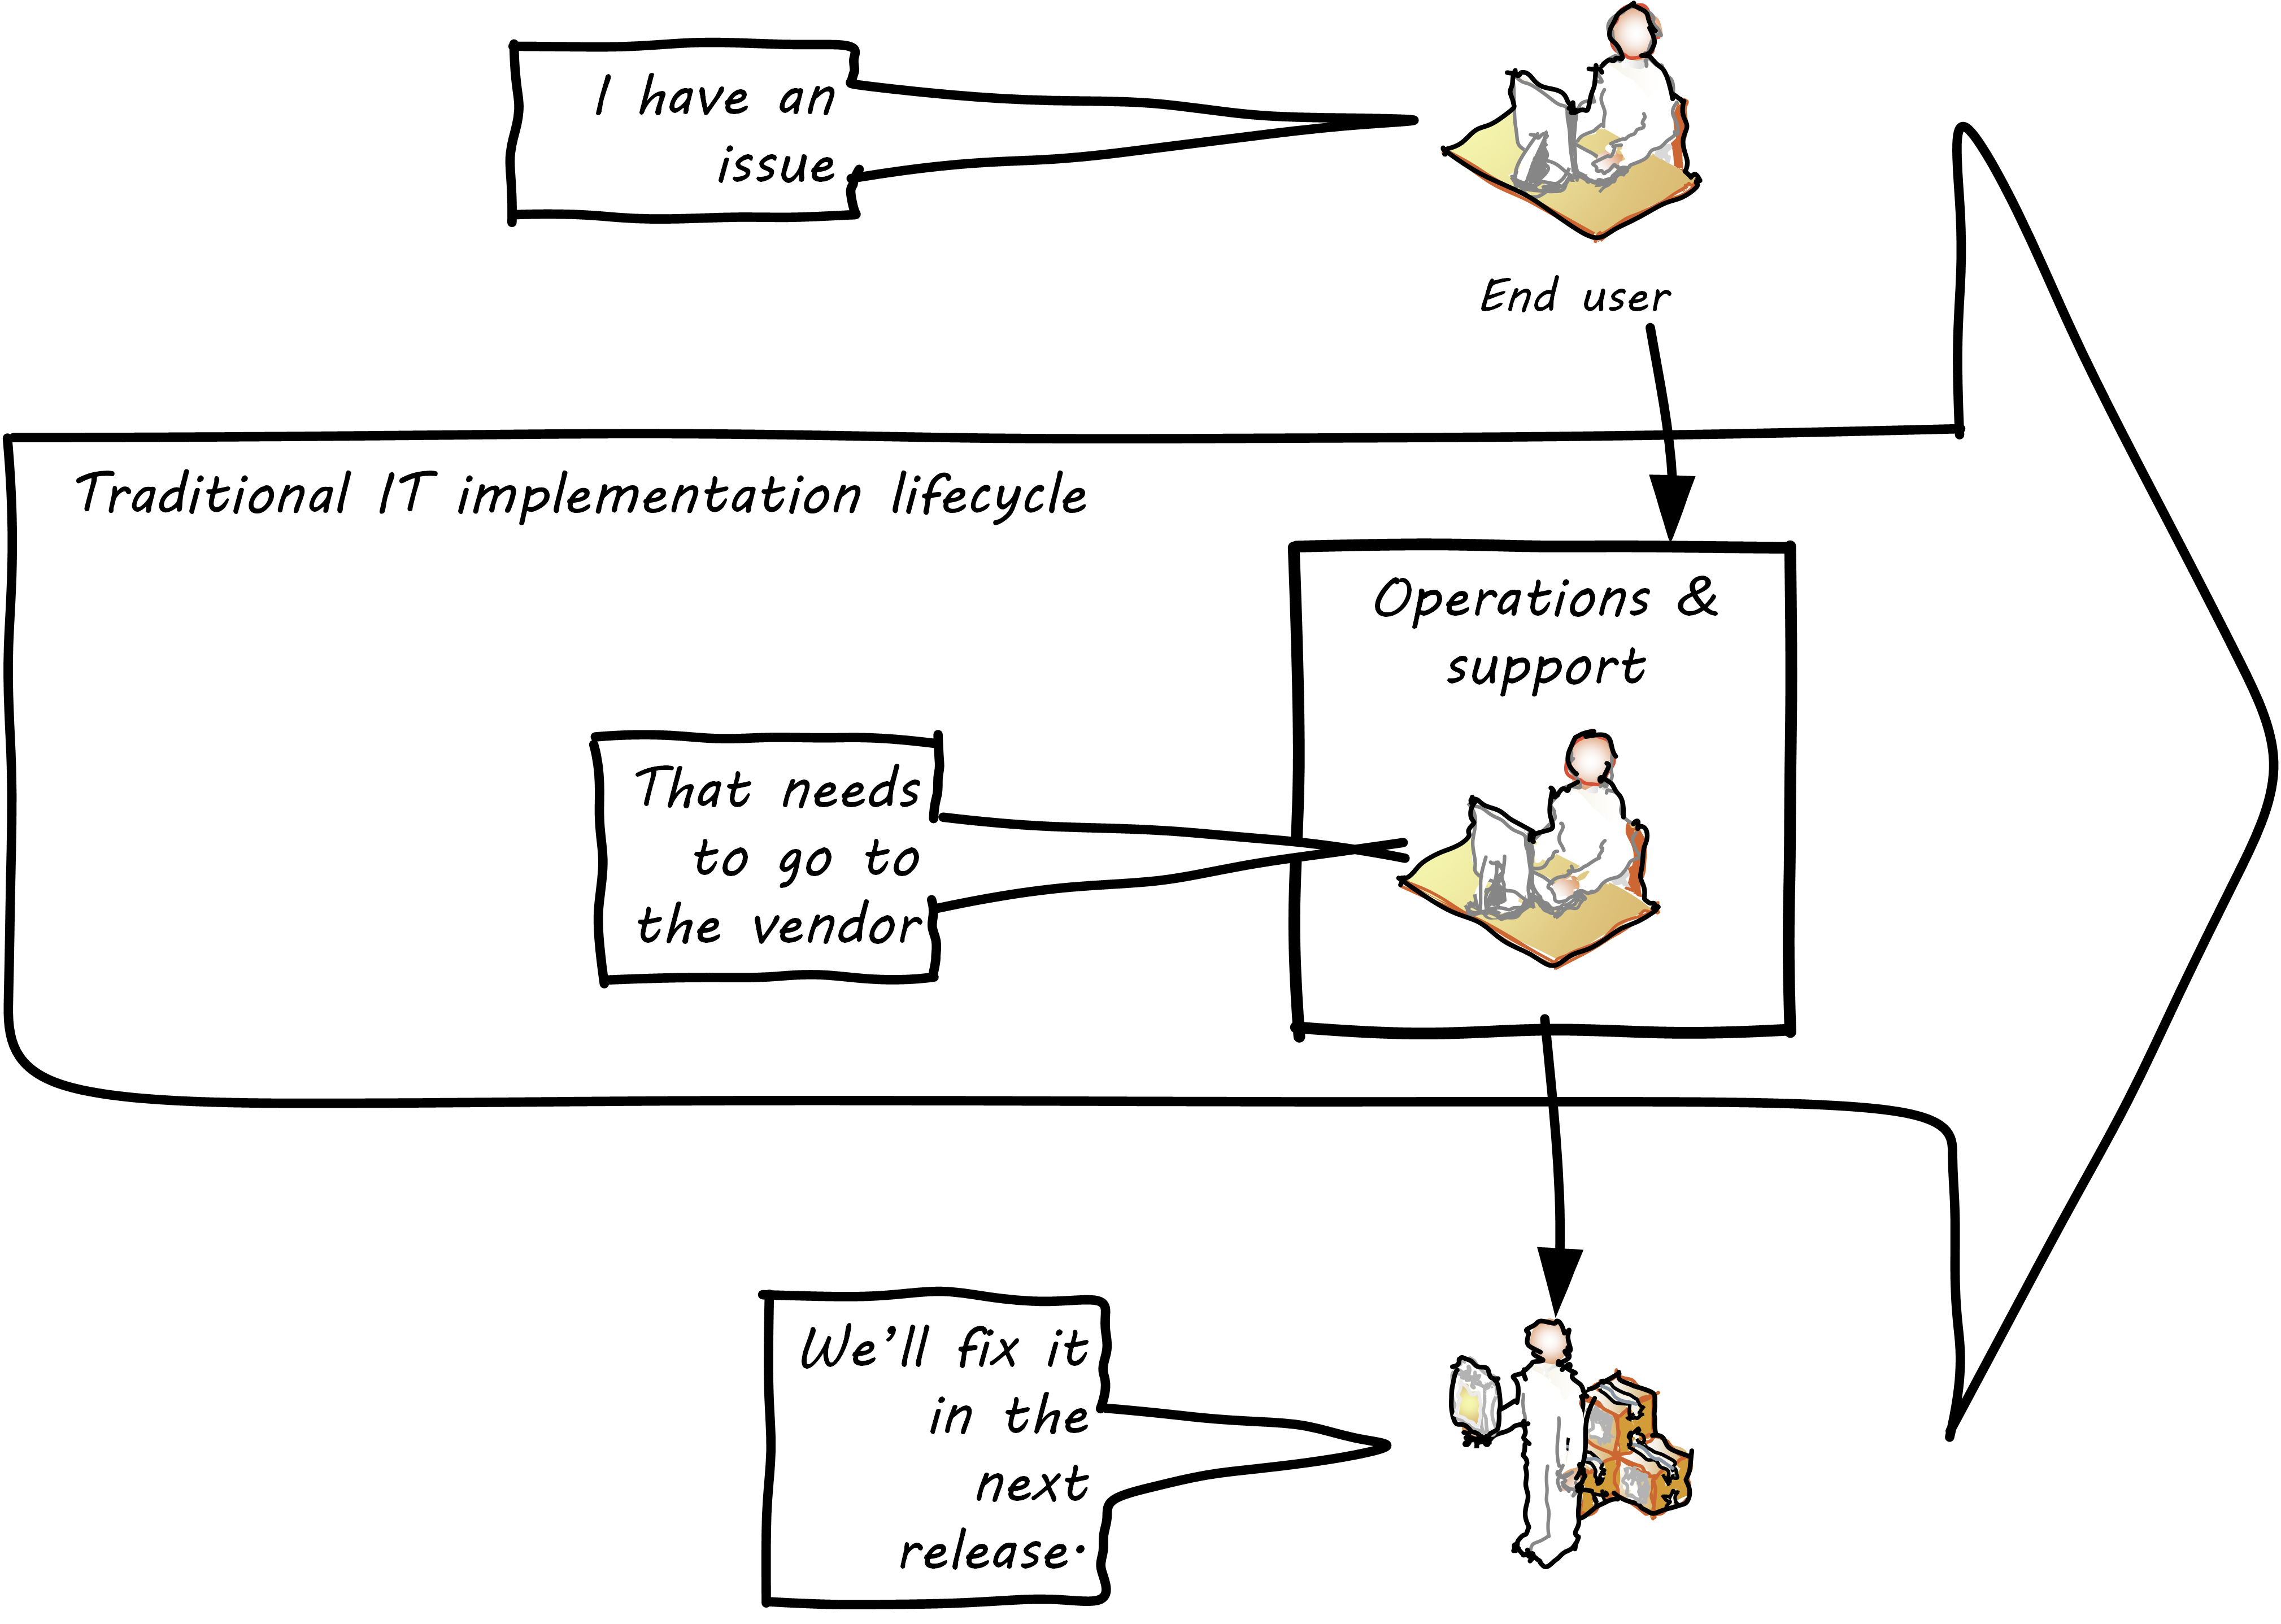 I have an
issue
End user
Traditional IT implementation lifecycle
Operations &
support
That needs
to go to
the vendor
We'll fix it
in the
next
release.